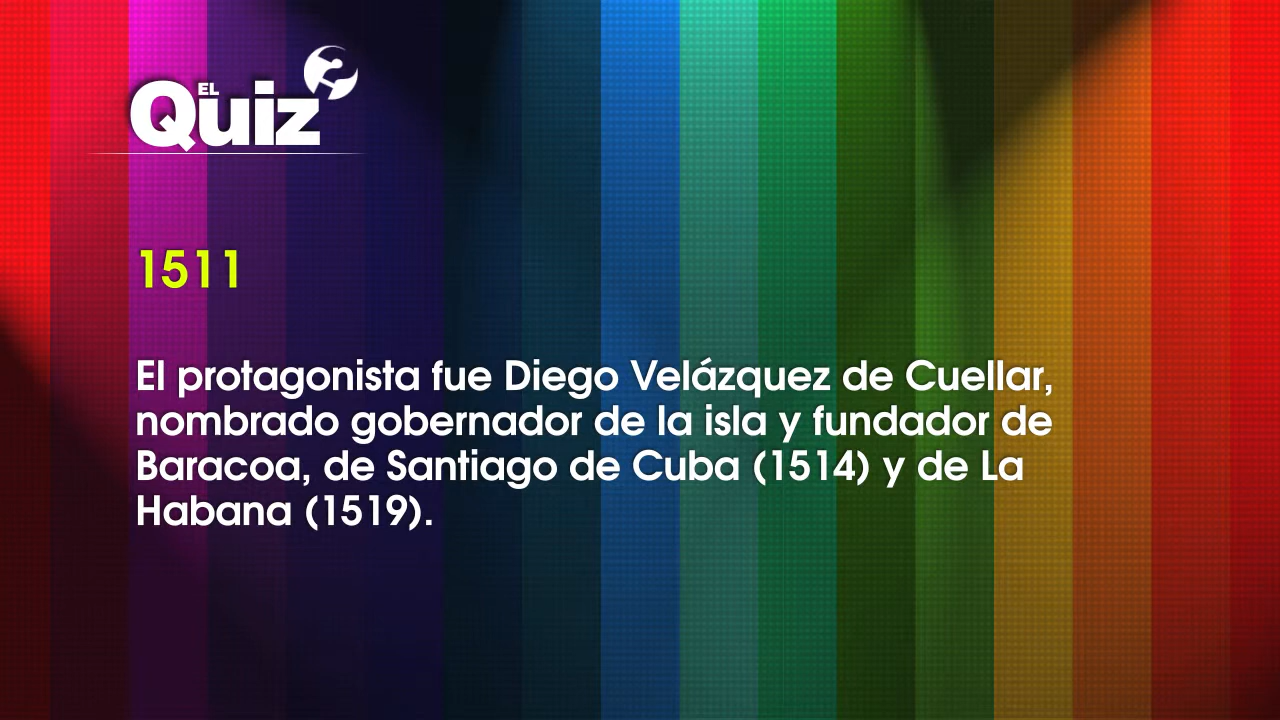 EL
Quiz
1511
El protagonista fue Diego Velázquez de Cuellar,
nombrado gobernador de la isla y fundador de
Baracoa, de Santiago de Cuba (1514) y de La
Habana (1519).